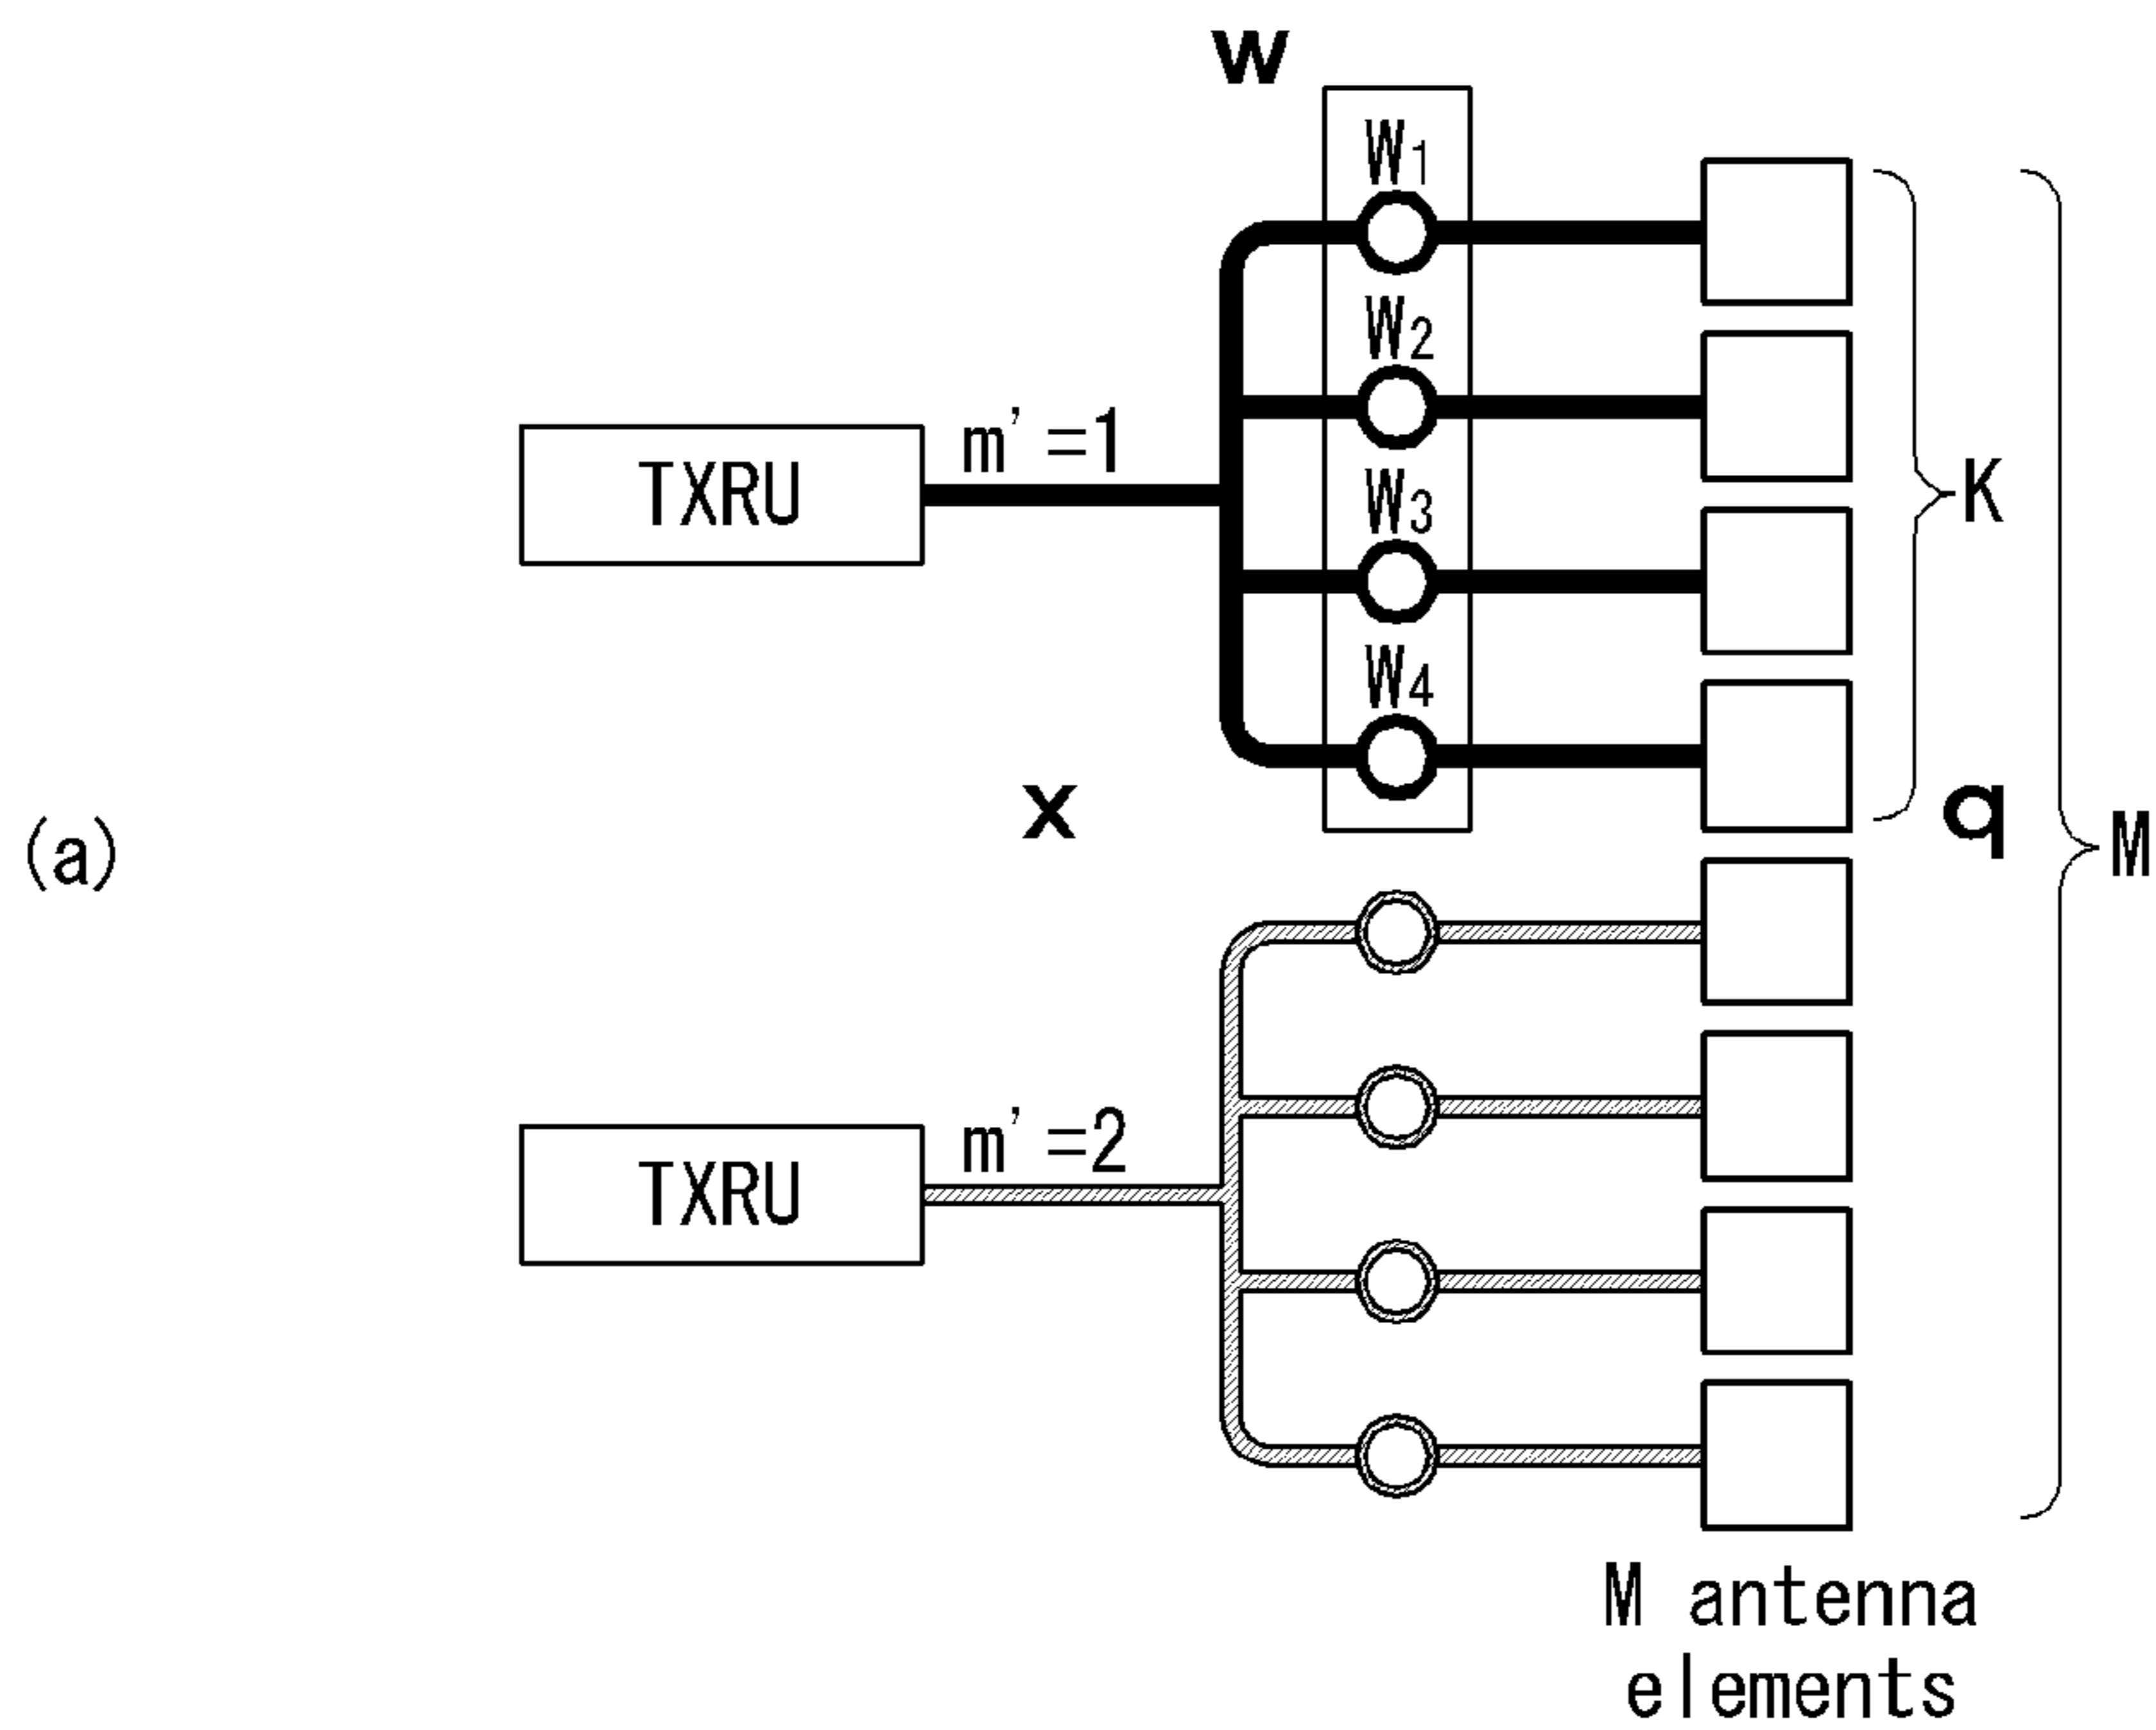 w
W1
W2
m'=1
TXRU
W3
K
W4
x
q
(a)
M
m'=2
TXRU
M antenna
elements